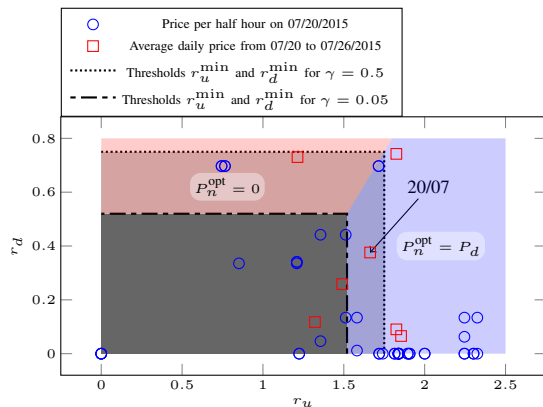 Price per half hour on 07/20/2015
Average daily price from 07/20 to 07/26/2015
Thresholds r_u^min and r_d^min for γ = 0.5
Thresholds r_u^min and r_d^min for γ = 0.05
0.8
0.6
0.4
0.2
0
r_d
P_n^opt = 0
20/07
P_n^opt = P_d
0 0.5 1 1.5 2 2.5
r_u